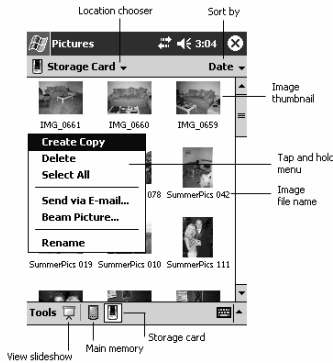 Location chooser
Sort by
Pictures
3:04
Storage Card
Date
Image
thumbnail
IMG_0661
IMG_0660
IMG_0659
Create Copy
Delete
Select All
Send via E-mail...
Beam Picture...
Rename
Tap and hold
menu
078
SummerPics 042
Image
file name
SummerPics 019
SummerPics 010
SummerPics 111
Tools
Storage card
Main memory
View slideshow